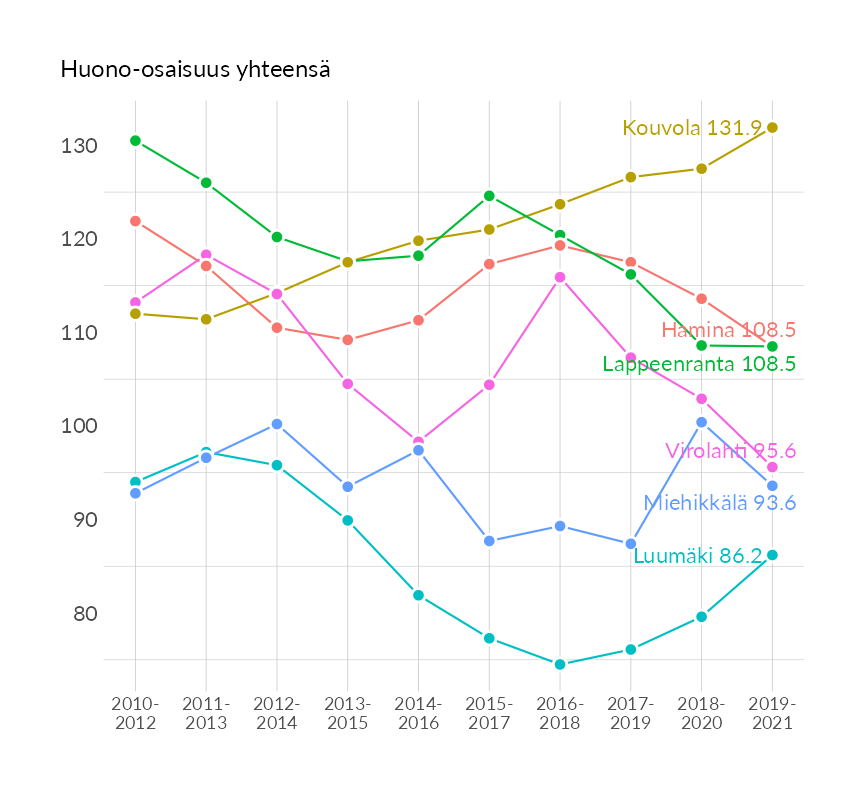 Huono-osaisuus yhteensä
130
120
110
100
90
80
Kouvola 131.9
Hamina 108.5
Lappeenranta 108.5
Virolahti 95.6
Miehikkälä 93.6
Luumäki 86.2
2010- 2011- 2012- 2013- 2014- 2015- 2016- 2017- 2018- 2019-
2012 2013 2014 2015 2016 2017 2018 2019 2020 2021